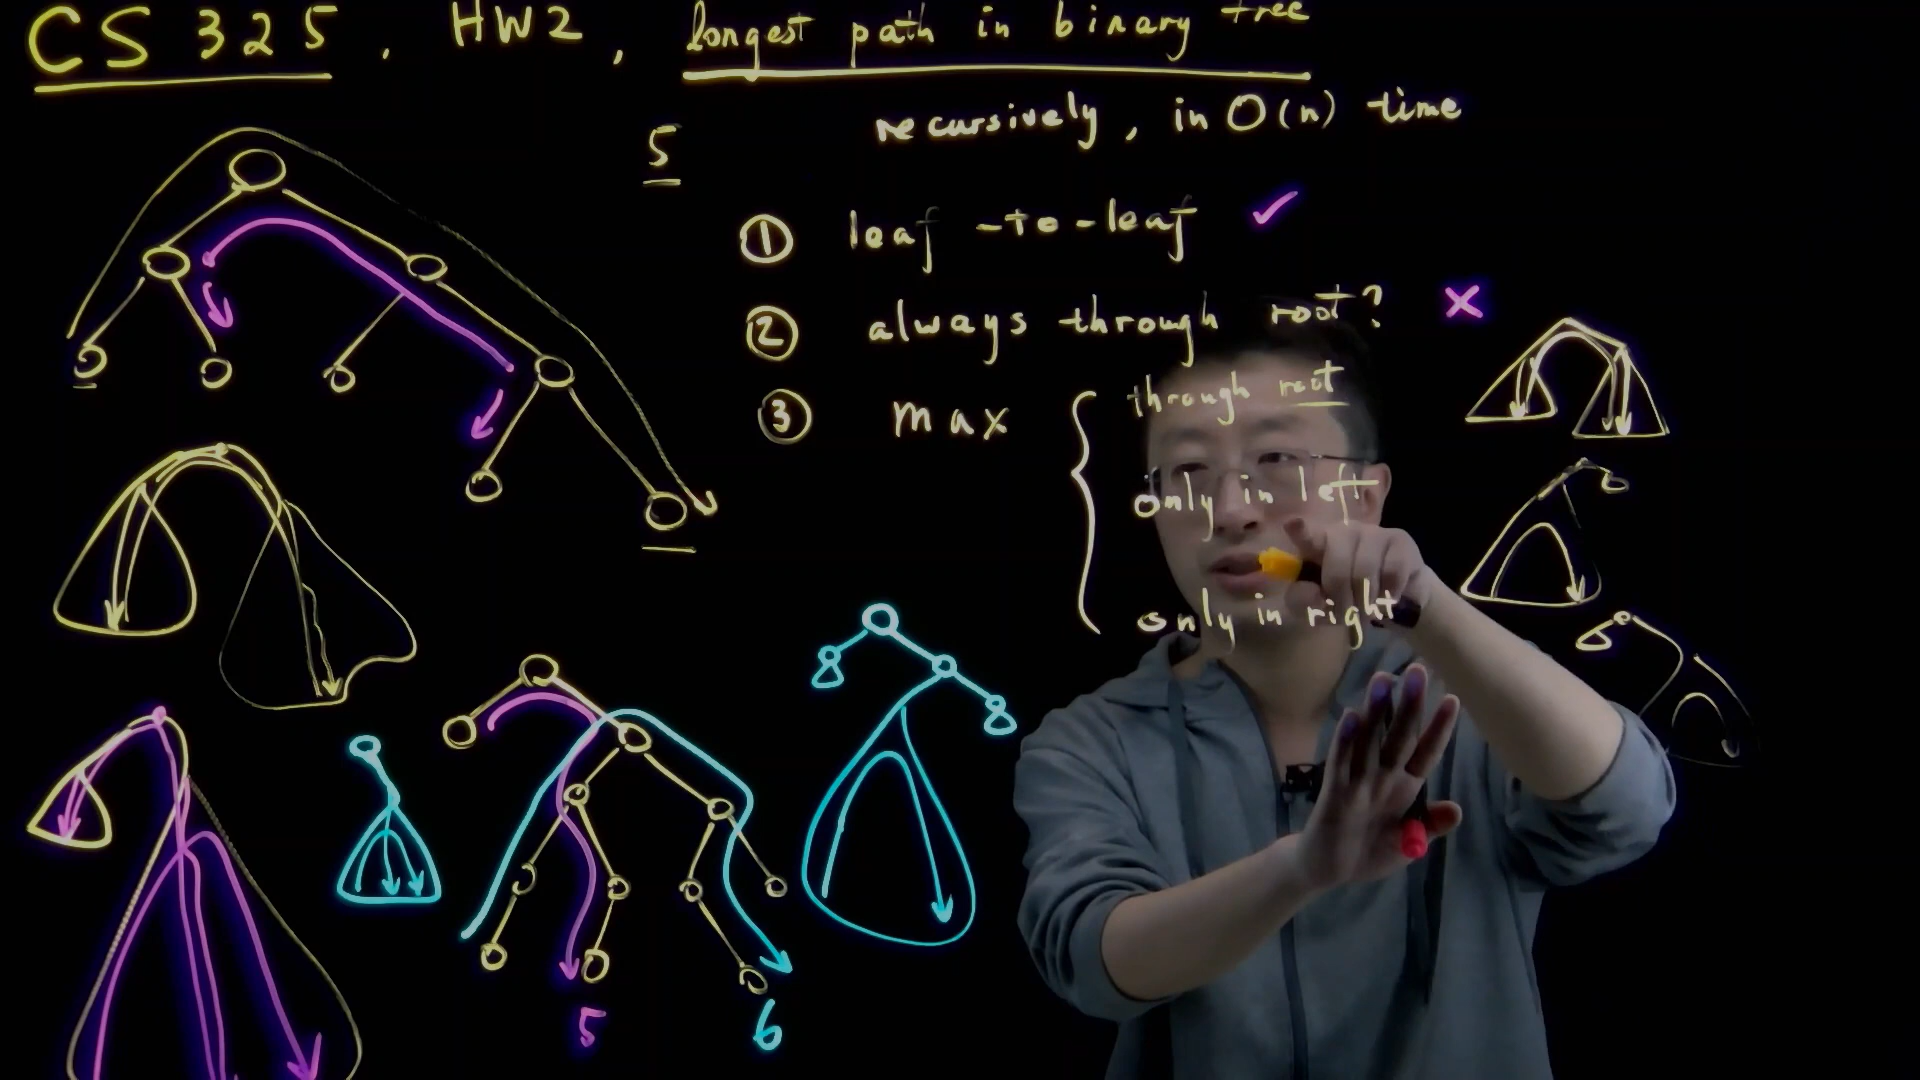 CS 325 , HW2 , longest path in binary tree
recursively , in O(n) time
5
① leaf -to-leaf ✓
② always through root? ×
③ max { through root
only in left
only in right
5
6